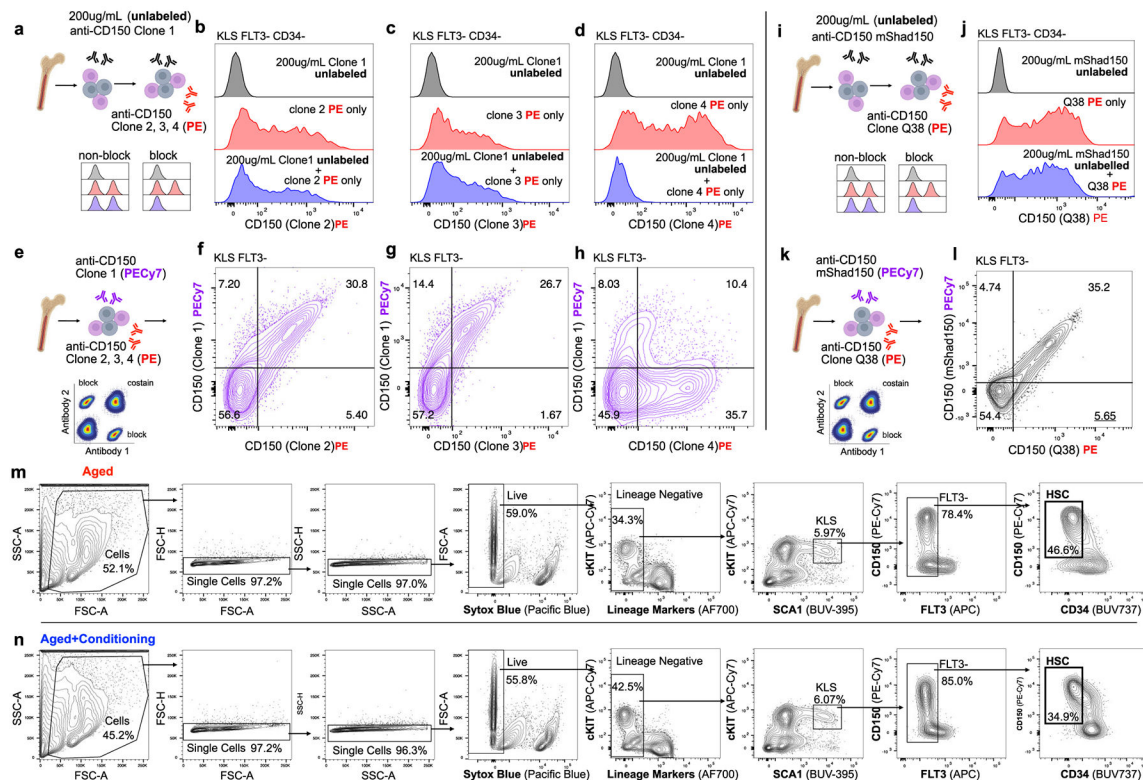 a
200ug/mL (unlabeled)
anti-CD150 Clone 1
anti-CD150
Clone 2, 3, 4 (PE)
non-block
block
b
KLS FLT3- CD34-
200ug/mL Clone 1
unlabeled
clone 2 PE only
200ug/mL Clone1 unlabeled
+
clone 2 PE only
0
10²
10⁴
CD150 (Clone 2)PE
c
KLS FLT3- CD34-
200ug/mL Clone1
unlabeled
clone 3 PE only
200ug/mL Clone1 unlabeled
+
clone 3 PE only
0
10²
10⁴
CD150 (Clone 3)PE
d
KLS FLT3- CD34-
200ug/mL Clone 1
unlabeled
clone 4 PE only
200ug/mL Clone 1
unlabeled
+
clone 4 PE only
0
10²
10⁴
CD150 (Clone 4)PE
i
200ug/mL (unlabeled)
anti-CD150 mShad150
anti-CD150
Clone Q38 (PE)
non-block
block
j
KLS FLT3- CD34-
200ug/mL mShad150
unlabeled
Q38 PE only
200ug/mL mShad150
unlabelled
+
Q38 PE
0
10²
10⁴
CD150 (Q38) PE
e
anti-CD150
Clone 1 (PECy7)
anti-CD150
Clone 2, 3, 4 (PE)
block
costain
block
Antibody 2
Antibody 1
f
KLS FLT3-
7.20
30.8
56.6
5.40
CD150 (Clone 1) PECy7
CD150 (Clone 2)PE
g
KLS FLT3-
14.4
26.7
57.2
1.67
CD150 (Clone 1) PECy7
CD150 (Clone 3)PE
h
KLS FLT3-
8.03
10.4
45.9
35.7
CD150 (Clone 1) PECy7
CD150 (Clone 4)PE
k
anti-CD150
mShad150 (PECy7)
anti-CD150
Clone Q38 (PE)
block
costain
block
Antibody 2
Antibody 1
l
KLS FLT3-
4.74
35.2
54.4
5.65
CD150 (mShad150) PECy7
CD150 (Q38) PE
m
Aged
SSC-A
Cells
52.1%
FSC-A
FSC-H
Single Cells 97.2%
FSC-A
SSC-H
Single Cells 97.0%
SSC-A
FSC-A
Live
59.0%
Sytox Blue (Pacific Blue)
cKIT (APC-Cy7)
Lineage Negative
34.3%
Lineage Markers (AF700)
cKIT (APC-Cy7)
KLS
5.97%
SCA1 (BUV-395)
CD150 (PE-Cy7)
FLT3-
78.4%
FLT3 (APC)
CD150 (PE-Cy7)
HSC
46.6%
CD34 (BUV737)
n
Aged+Conditioning
SSC-A
Cells
45.2%
FSC-A
FSC-H
Single Cells 97.2%
FSC-A
SSC-H
Single Cells 96.3%
SSC-A
FSC-A
Live
55.8%
Sytox Blue (Pacific Blue)
cKIT (APC-Cy7)
Lineage Negative
42.5%
Lineage Markers (AF700)
cKIT (APC-Cy7)
KLS
6.07%
SCA1 (BUV-395)
CD150 (PE-Cy7)
FLT3-
85.0%
FLT3 (APC)
CD150 (PE-Cy7)
HSC
34.9%
CD34 (BUV737)